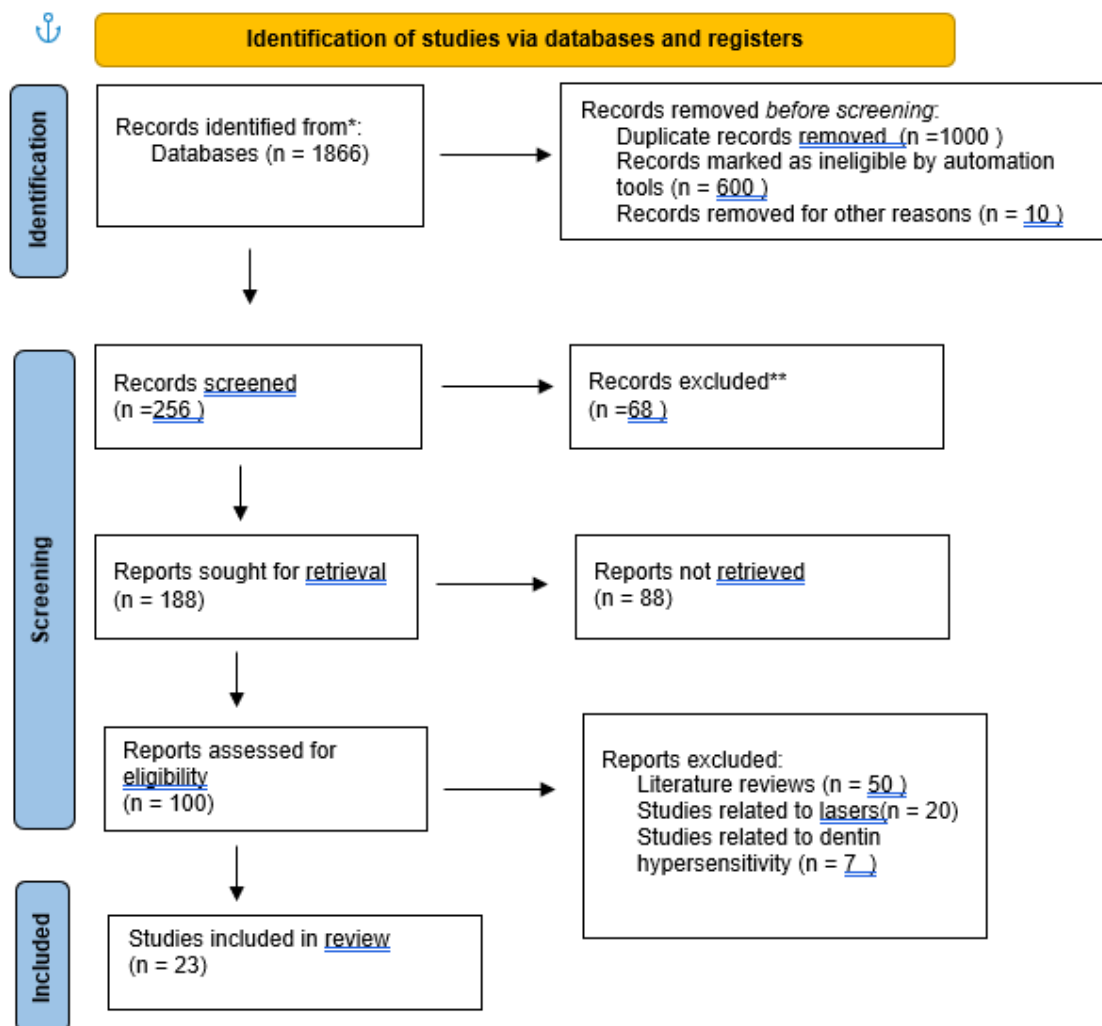 Identification of studies via databases and registers
Identification
Records identified from*:
Databases (n = 1866)
Records removed before screening:
Duplicate records removed (n =1000 )
Records marked as ineligible by automation
tools (n = 600 )
Records removed for other reasons (n = 10 )
Screening
Records screened
(n =256 )
Records excluded**
(n =68 )
Reports sought for retrieval
(n = 188)
Reports not retrieved
(n = 88)
Reports assessed for
eligibility
(n = 100)
Reports excluded:
Literature reviews (n = 50 )
Studies related to lasers(n = 20)
Studies related to dentin
hypersensitivity (n = 7 )
Included
Studies included in review
(n = 23)